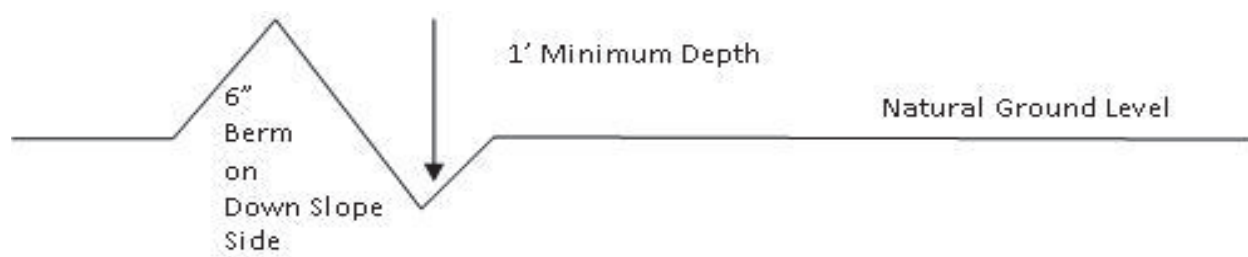 1’ Minimum Depth
6”
Berm
on
Down Slope
Side
Natural Ground Level